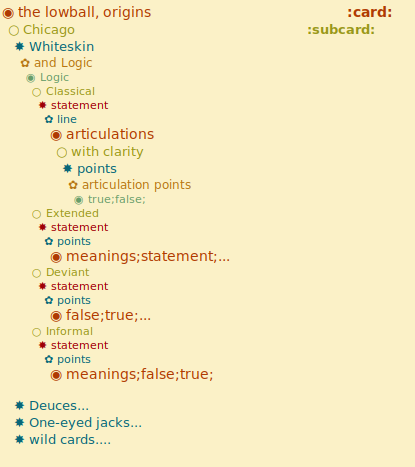 the lowball, origins :card:
Chicago :subcard:
Whiteskin
and Logic
Logic
Classical
statement
line
articulations
with clarity
points
articulation points
true;false;
Extended
statement
points
meanings;statement;...
Deviant
statement
points
false;true;...
Informal
statement
points
meanings;false;true;
Deuces...
One-eyed jacks...
wild cards....